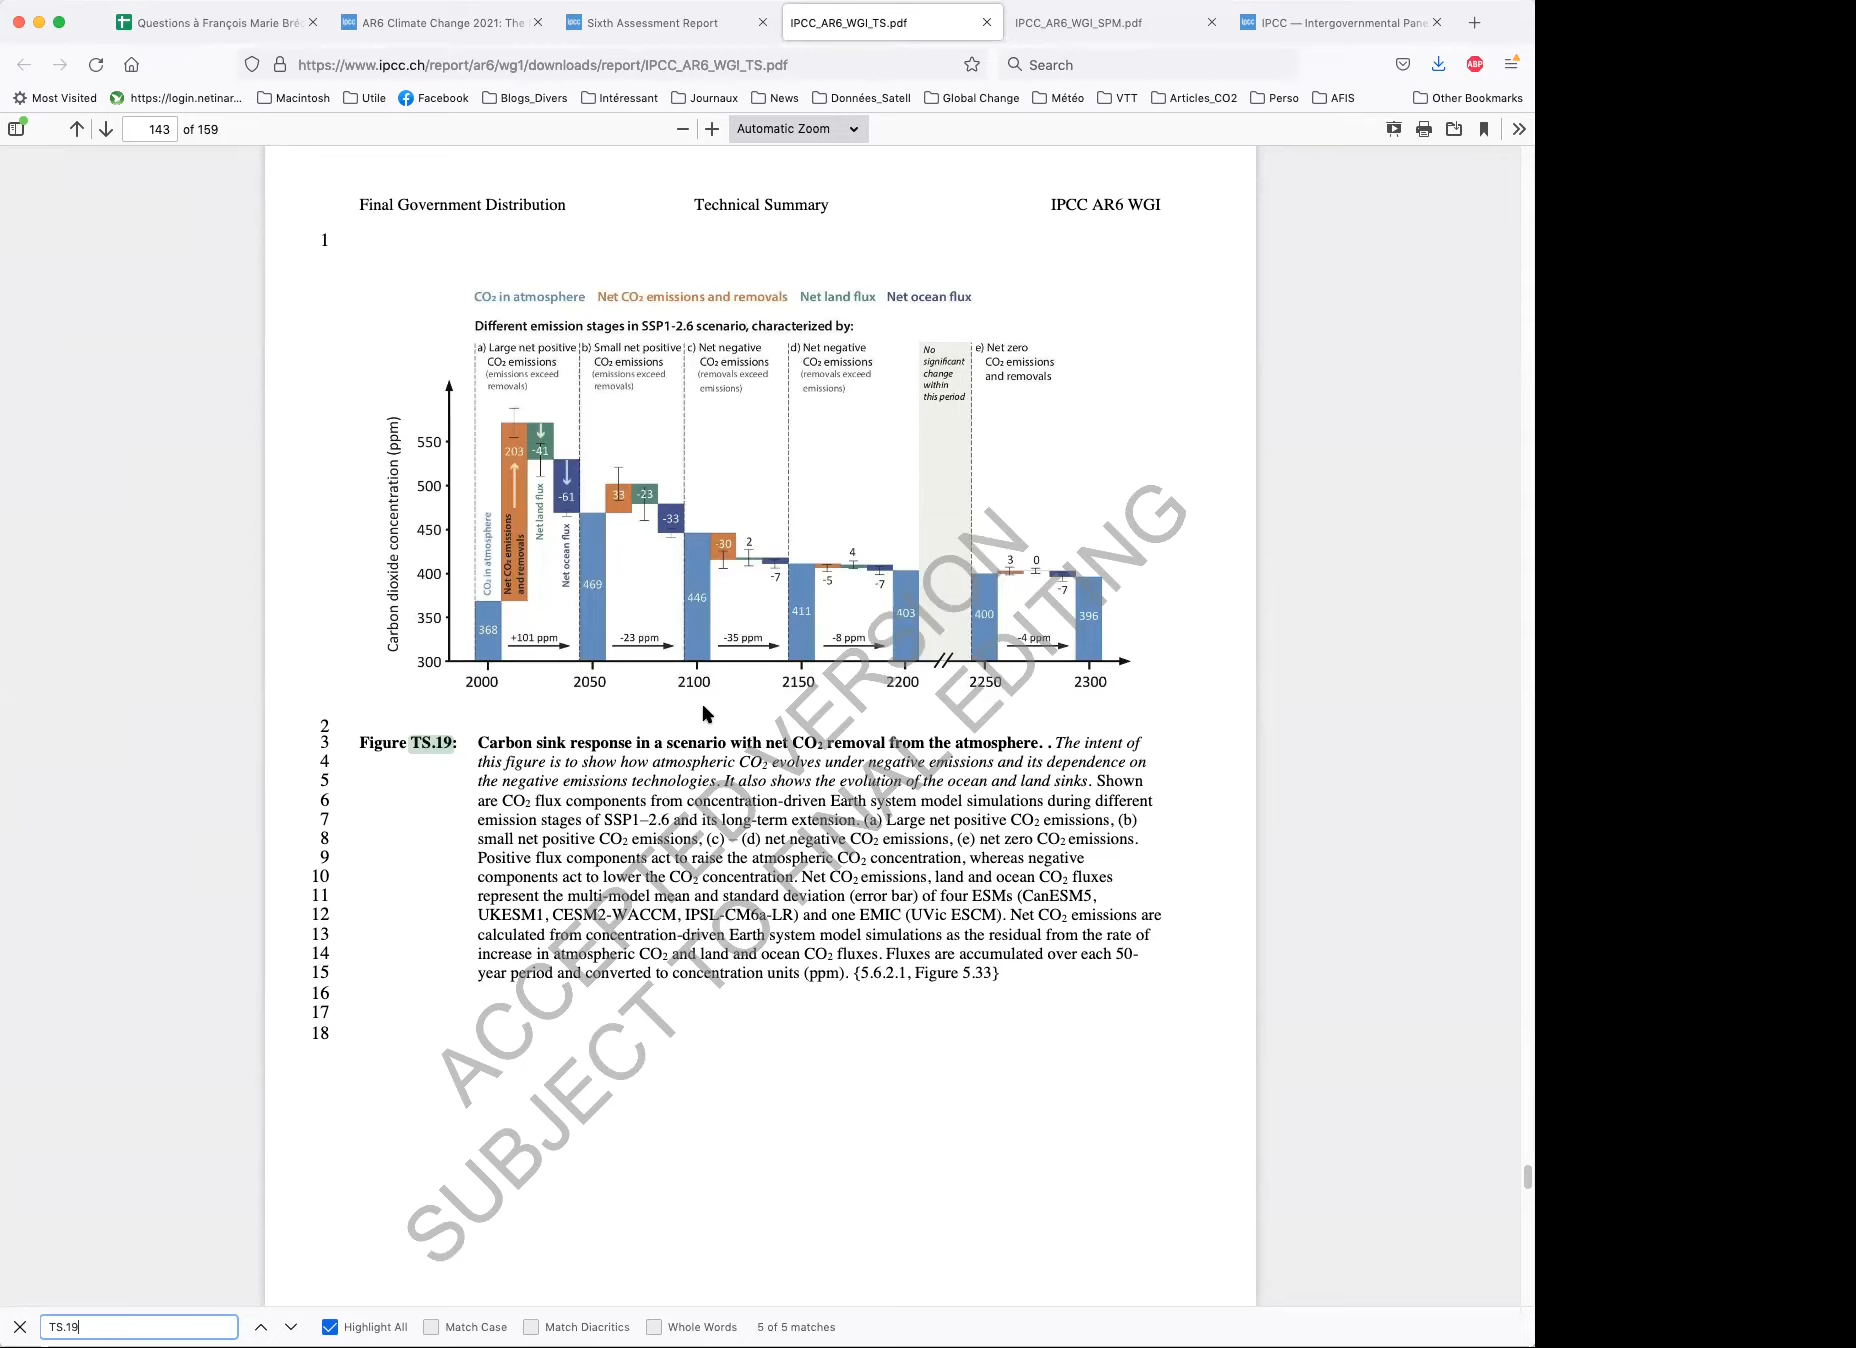 Questions à François Marie Bréo
AR6 Climate Change 2021: The
Sixth Assessment Report
IPCC_AR6_WGI_TS.pdf
IPCC_AR6_WGI_SPM.pdf
IPCC — Intergovernmental Pane
https://www.ipcc.ch/report/ar6/wg1/downloads/report/IPCC_AR6_WGI_TS.pdf
Search
ABP
Most Visited
https://login.netinar...
Macintosh
Utile
Facebook
Blogs_Divers
Intéressant
Journaux
News
Données_Satell
Global Change
Météo
VTT
Articles_CO2
Perso
AFIS
Other Bookmarks
143 of 159
Automatic Zoom
Final Government Distribution
Technical Summary
IPCC AR6 WGI
1
CO₂ in atmosphere Net CO₂ emissions and removals Net land flux Net ocean flux
Different emission stages in SSP1-2.6 scenario, characterized by:
a) Large net positive
CO₂ emissions
(emissions exceed
removals)
b) Small net positive
CO₂ emissions
(emissions exceed
removals)
c) Net negative
CO₂ emissions
(removals exceed
emissions)
d) Net negative
CO₂ emissions
(removals exceed
emissions)
No
significant
change
within
this period
e) Net zero
CO₂ emissions
and removals
Carbon dioxide concentration (ppm)
550
500
450
400
350
300
CO₂ in atmosphere
Net CO₂ emissions
and removals
Net land flux
Net ocean flux
368
203
-41
-61
469
33
-23
-33
446
-30
2
-7
411
-5
4
-7
403
400
3
0
-7
396
+101 ppm
-23 ppm
-35 ppm
-8 ppm
-4 ppm
2000
2050
2100
2150
2200
2250
2300
2
3 Figure TS.19: Carbon sink response in a scenario with net CO₂ removal from the atmosphere. . The intent of
4 this figure is to show how atmospheric CO₂ evolves under negative emissions and its dependence on
5 the negative emissions technologies. It also shows the evolution of the ocean and land sinks. Shown
6 are CO₂ flux components from concentration-driven Earth system model simulations during different
7 emission stages of SSP1–2.6 and its long-term extension. (a) Large net positive CO₂ emissions, (b)
8 small net positive CO₂ emissions, (c) – (d) net negative CO₂ emissions, (e) net zero CO₂ emissions.
9 Positive flux components act to raise the atmospheric CO₂ concentration, whereas negative
10 components act to lower the CO₂ concentration. Net CO₂ emissions, land and ocean CO₂ fluxes
11 represent the multi-model mean and standard deviation (error bar) of four ESMs (CanESM5,
12 UKESM1, CESM2-WACCM, IPSL-CM6a-LR) and one EMIC (UVic ESCM). Net CO₂ emissions are
13 calculated from concentration-driven Earth system model simulations as the residual from the rate of
14 increase in atmospheric CO₂ and land and ocean CO₂ fluxes. Fluxes are accumulated over each 50-
15 year period and converted to concentration units (ppm). {5.6.2.1, Figure 5.33}
16
17
18
ACCEPTED VERSION
SUBJECT TO FINAL EDITING
TS.19
Highlight All
Match Case
Match Diacritics
Whole Words
5 of 5 matches